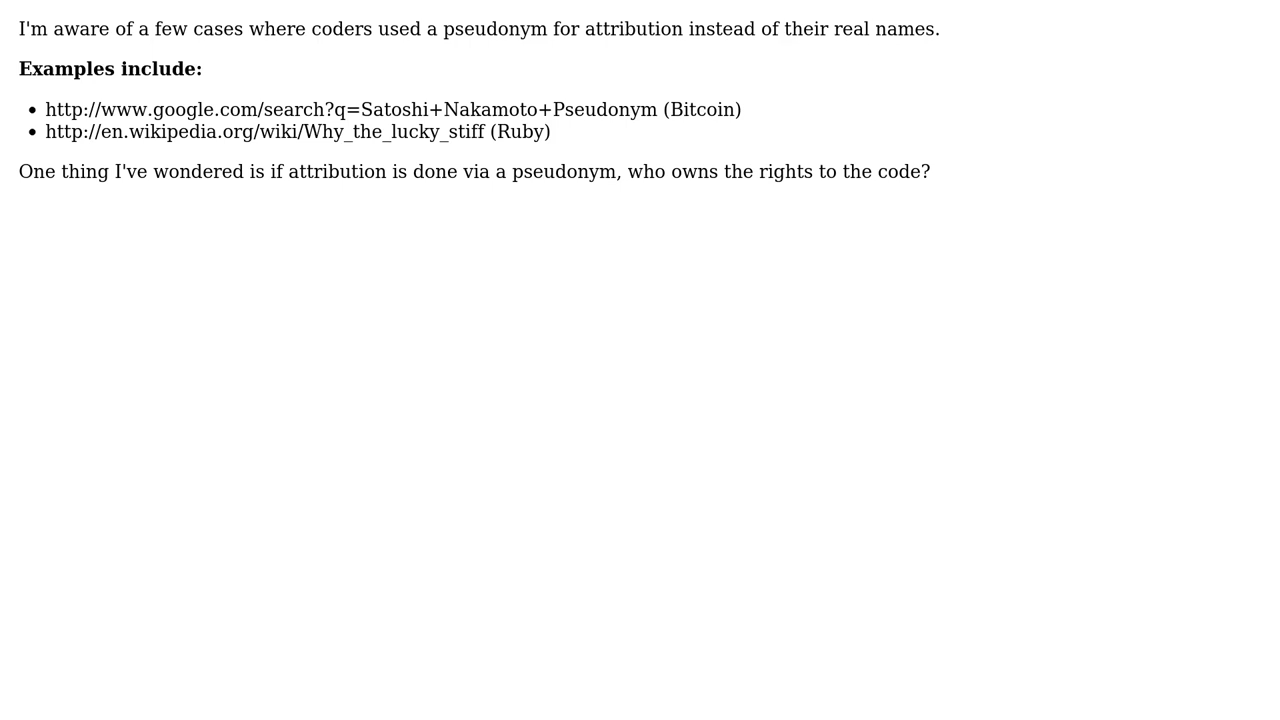 I'm aware of a few cases where coders used a pseudonym for attribution instead of their real names.
Examples include:
• http://www.google.com/search?q=Satoshi+Nakamoto+Pseudonym (Bitcoin)
• http://en.wikipedia.org/wiki/Why_the_lucky_stiff (Ruby)
One thing I've wondered is if attribution is done via a pseudonym, who owns the rights to the code?